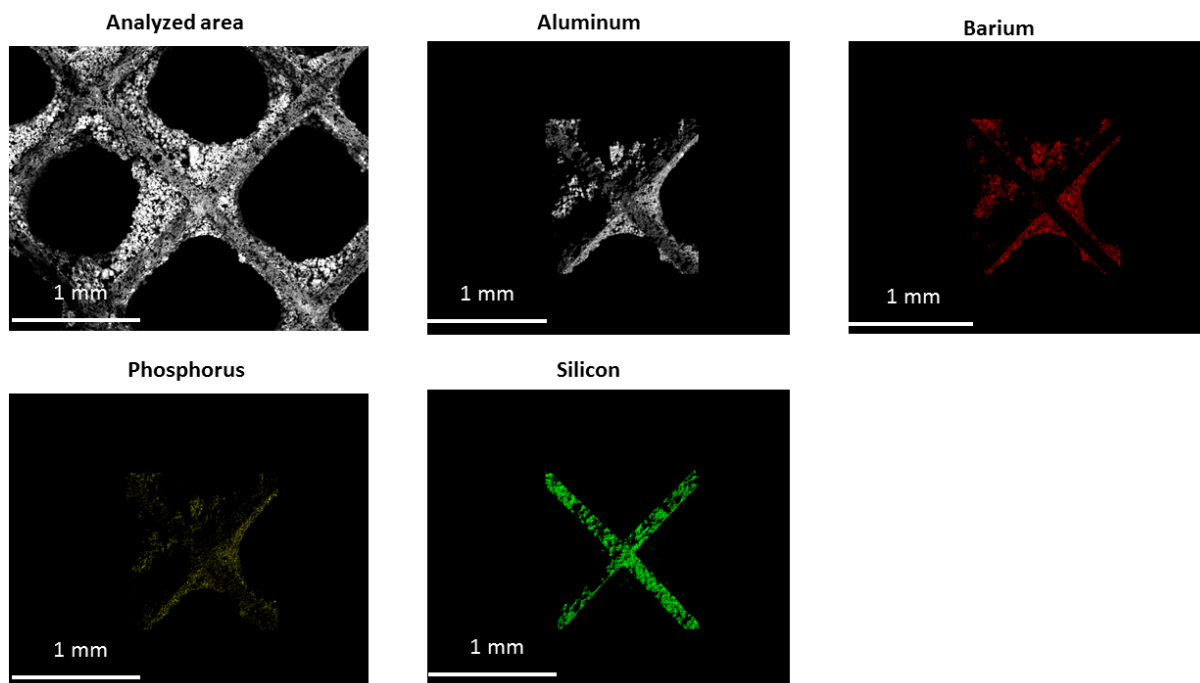 Analyzed area
Aluminum
Barium
1 mm
1 mm
1 mm
Phosphorus
Silicon
1 mm
1 mm